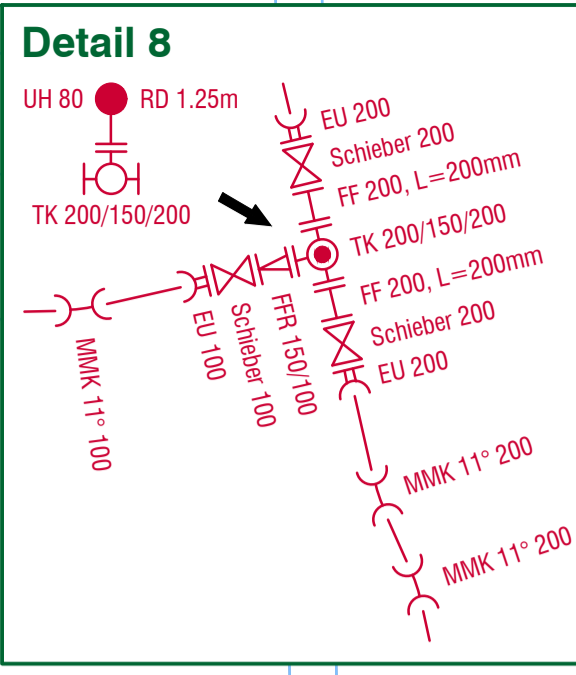 Detail 8
UH 80
RD 1.25m
TK 200/150/200
EU 200
Schieber 200
FF 200, L=200mm
TK 200/150/200
FF 200, L=200mm
Schieber 200
EU 200
FFR 150/100
Schieber 100
EU 100
MMK 11° 100
MMK 11° 200
MMK 11° 200